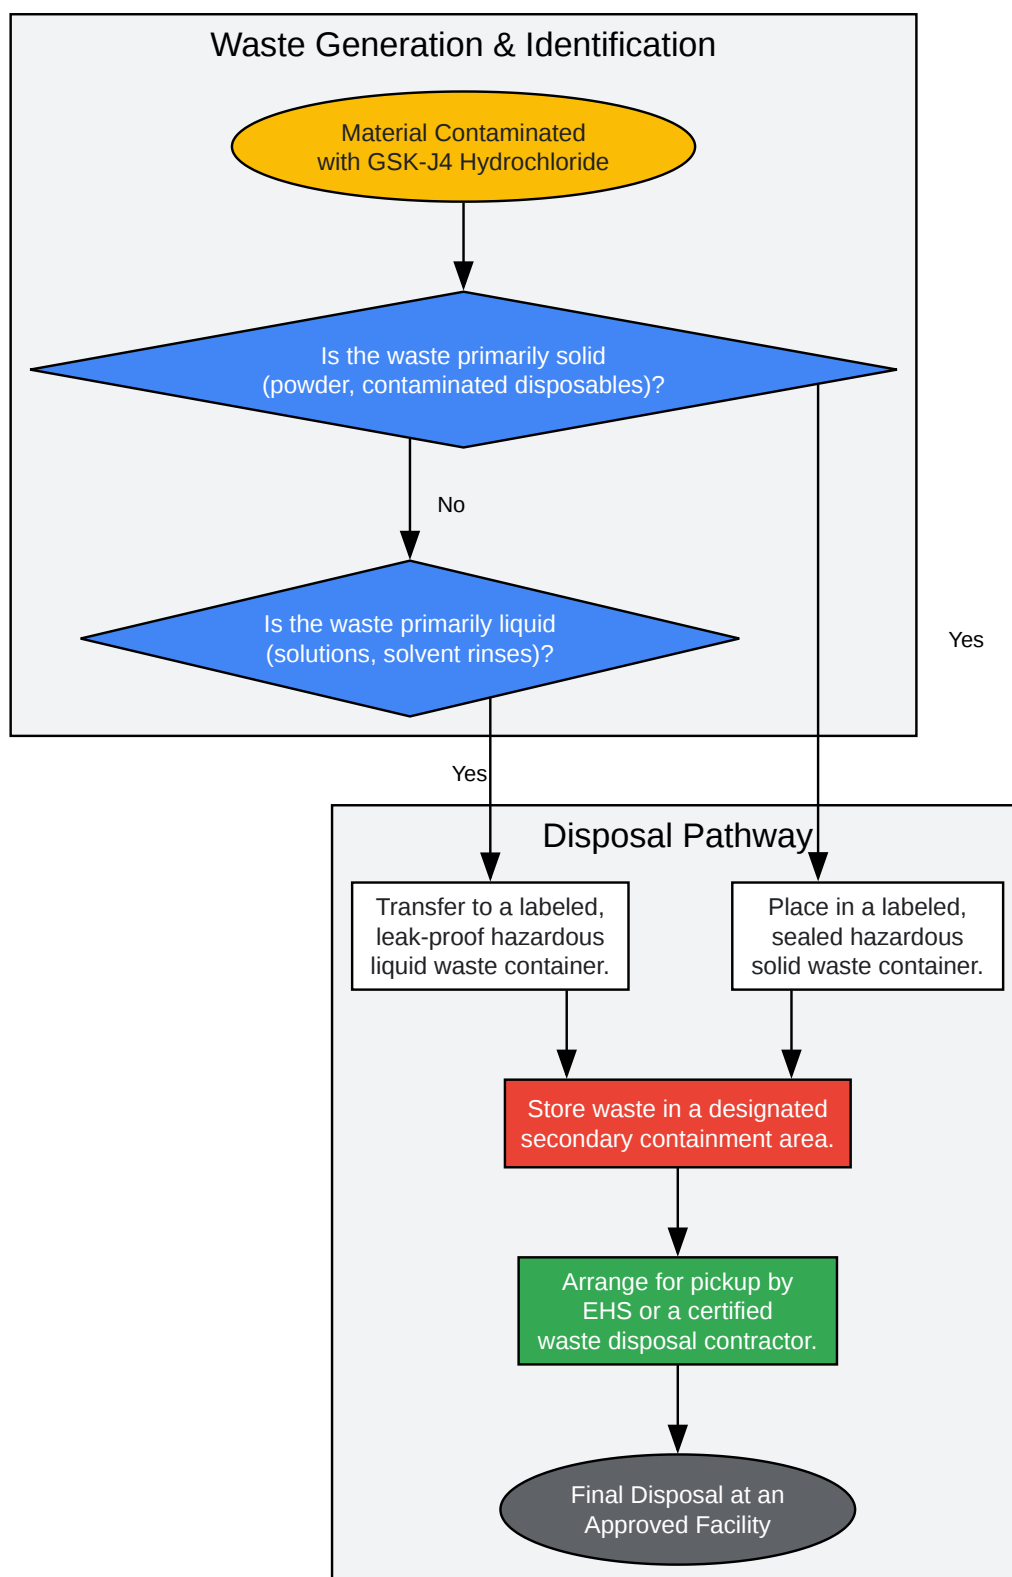 Waste Generation & Identification
Material Contaminated
with GSK-J4 Hydrochloride
Is the waste primarily solid
(powder, contaminated disposables)?
No
Is the waste primarily liquid
(solutions, solvent rinses)?
Yes
Yes
Disposal Pathway
Transfer to a labeled,
leak-proof hazardous
liquid waste container.
Place in a labeled,
sealed hazardous
solid waste container.
Store waste in a designated
secondary containment area.
Arrange for pickup by
EHS or a certified
waste disposal contractor.
Final Disposal at an
Approved Facility